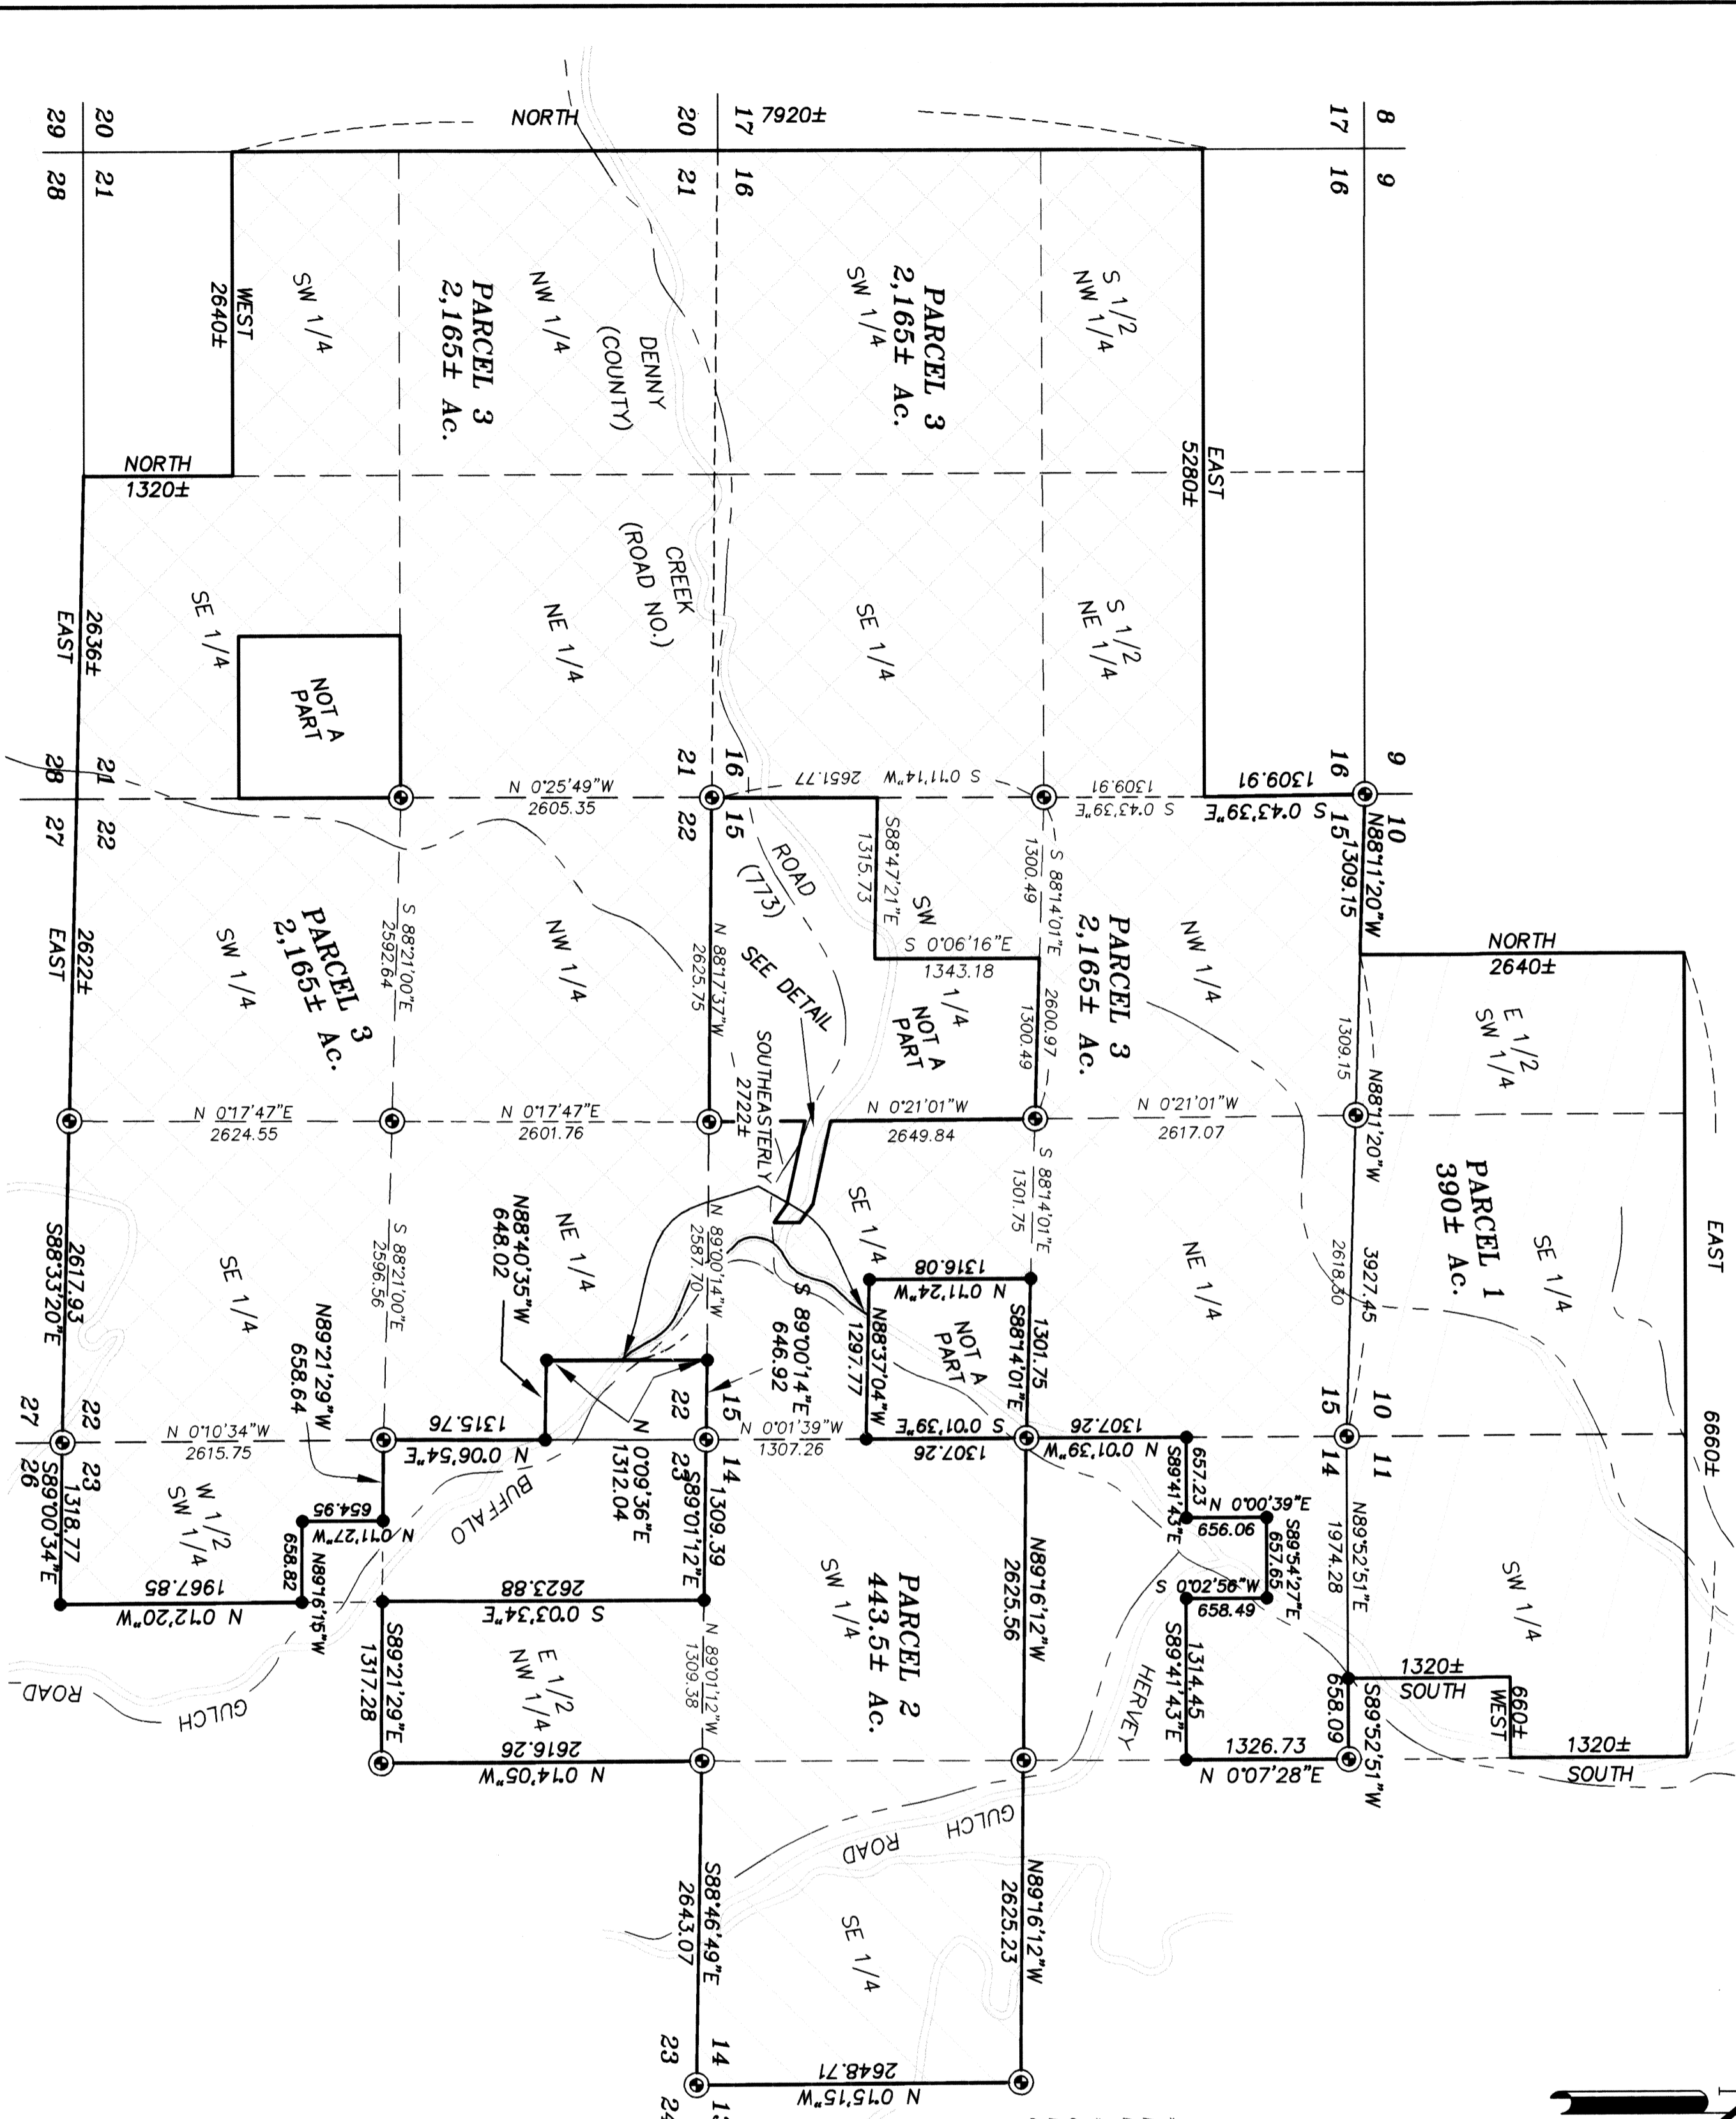 8
9
17
16
9
10
16
15
10
11
15
14
17
16
20
21
16
15
21
22
15
14
22
23
14
23
20
21
29
28
21
22
28
27
22
23
27
26
NORTH
7920±
EAST
5280±
S 0°43'39"E
1309.91
S 0°43'39"E
1309.91
N88°11'20"W
1309.15
1309.15
NORTH
2640±
EAST
6660±
E 1/2
SW 1/4
PARCEL 1
390± Ac.
SE 1/4
SW 1/4
SOUTH
1320±
WEST
660±
SOUTH
1320±
N88°11'20"W
3927.45
2618.30
N89°52'51"E
1974.28
S89°52'51"W
658.09
S 1/2
NW 1/4
S 1/2
NE 1/4
NW 1/4
NE 1/4
N 0°21'01"W
2617.07
PARCEL 3
2,165± Ac.
SW 1/4
SE 1/4
PARCEL 3
2,165± Ac.
S 88°14'01"E
2600.97
1300.49
1300.49
S 88°14'01"E
1301.75
S88°14'01"E
1301.75
S 0°11'14"W
2651.77
S88°47'21"E
1315.73
S 0°06'16"E
1343.18
SW
1/4
NOT A
PART
N 0°21'01"W
2649.84
SE 1/4
N 0°11'24"W
1316.08
N88°37'04"W
1297.77
NOT A
PART
S 0°01'39"E
1307.26
N 0°01'39"W
1307.26
N 0°01'39"W
1307.26
657.23
S89°41'43"E
N 0°00'39"E
656.06
S89°54'27"E
657.65
S 0°02'56"W
658.49
1314.45
S89°41'43"E
N 0°07'28"E
1326.73
HERVEY
GULCH
ROAD
N89°16'12"W
2625.56
N89°16'12"W
2625.23
PARCEL 2
443.5± Ac.
SW 1/4
SE 1/4
N 0°15'15"W
2648.71
S88°46'49"E
2643.07
N 89°01'12"W
1309.38
1309.39
S89°01'12"E
DENNY
(COUNTY)
CREEK
(ROAD NO.)
ROAD
(773)
SEE DETAIL
SOUTHEASTERLY
2722±
N 88°17'37"W
2625.75
N 89°00'14"W
2587.70
S 89°00'14"E
646.92
NW 1/4
NE 1/4
N 0°25'49"W
2605.35
NW 1/4
N 0°17'47"E
2601.76
NE 1/4
N88°40'35"W
648.02
N 0°09'36"E
1312.04
N 0°06'54"E
1315.76
S 0°03'34"E
2623.88
E 1/2
NW 1/4
N 0°14'05"W
2616.26
S89°21'29"E
1317.28
PARCEL 3
2,165± Ac.
SW 1/4
WEST
2640±
NORTH
1320±
SE 1/4
NOT A
PART
2636±
EAST
PARCEL 3
2,165± Ac.
SW 1/4
2622±
EAST
S 88°21'00"E
2592.64
S 88°21'00"E
2596.56
N 0°17'47"E
2624.55
SE 1/4
2617.93
S88°33'20"E
N89°21'29"W
658.64
N 0°10'34"W
2615.75
W 1/2
SW 1/4
N 0°11'27"W
654.95
N89°16'15"W
658.82
N 0°12'20"W
1967.85
1318.77
S89°00'34"E
BUFFALO
GULCH
ROAD